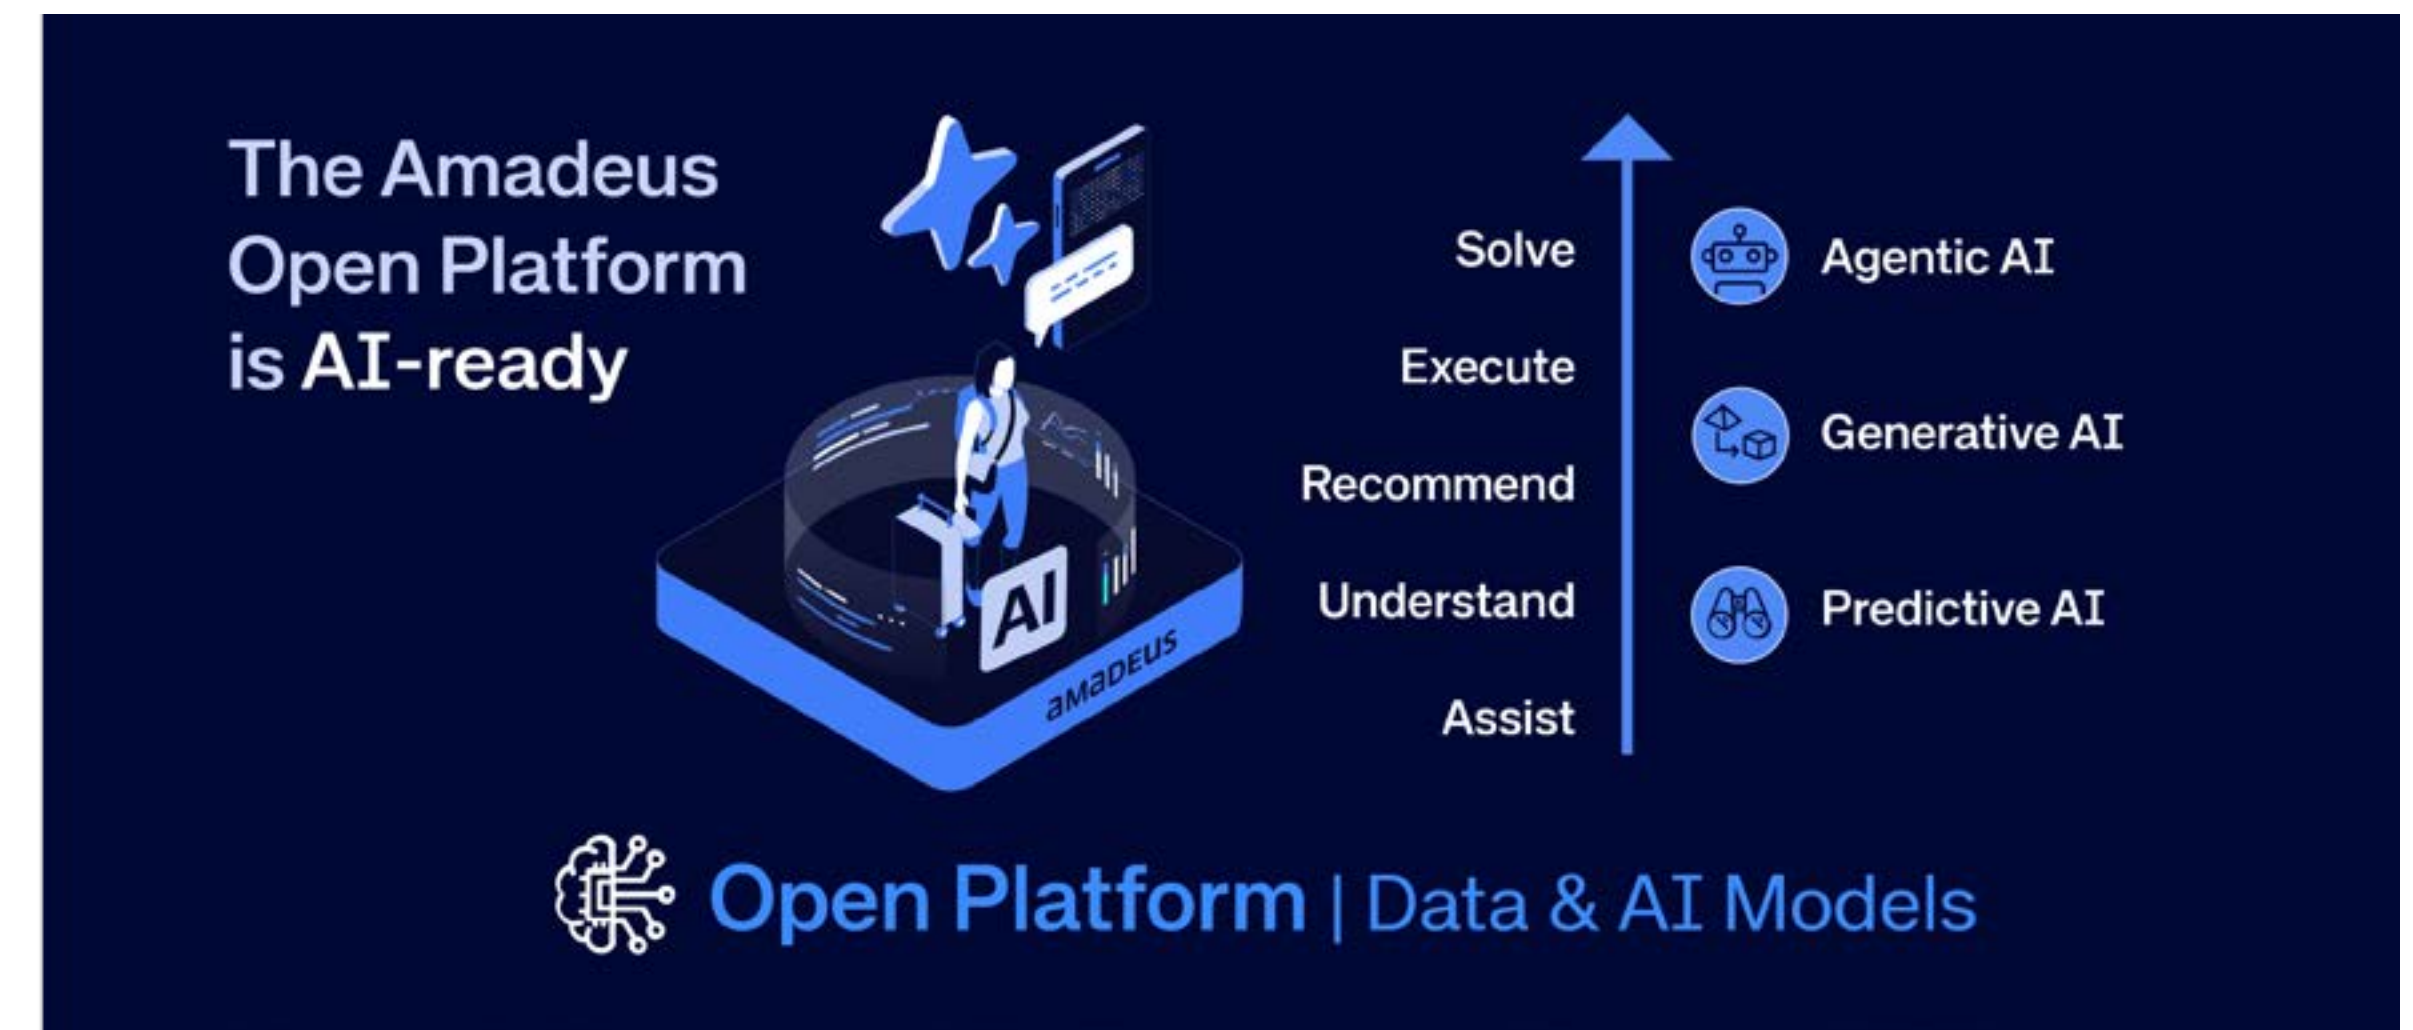 The Amadeus
Open Platform
is AI-ready
AI
amadeus
Solve
Execute
Recommend
Understand
Assist
Agentic AI
Generative AI
Predictive AI
Open Platform | Data & AI Models